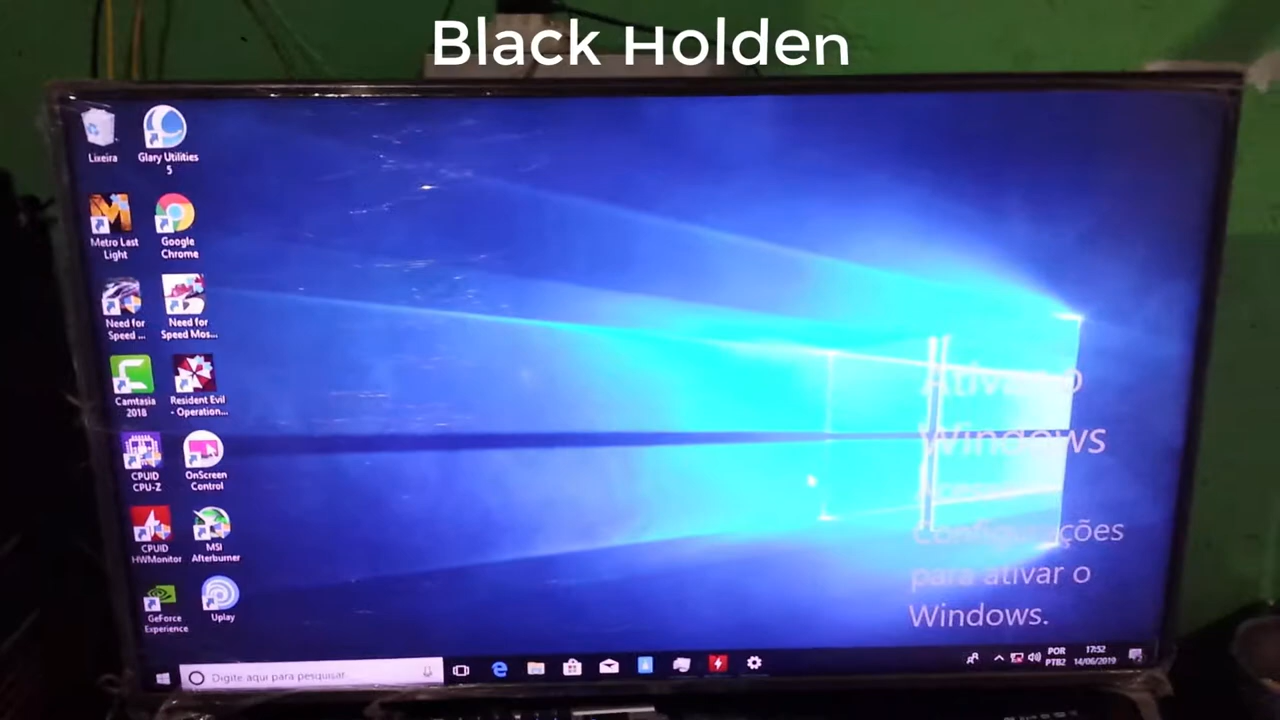 Black Holden
Lixeira
Glary Utilities
5
Metro Last
Light
Google
Chrome
Need for
Speed ...
Need for
Speed Mos...
Camtasia
2018
Resident Evil
- Operation...
CPUID
CPU-Z
OnScreen
Control
CPUID
HWMonitor
MSI
Afterburner
GeForce
Experience
Uplay
Ativar o
Windows
Configurações
para ativar o
Windows.
Digite aqui para pesquisar
POR
PTB2
17:52
14/06/2019